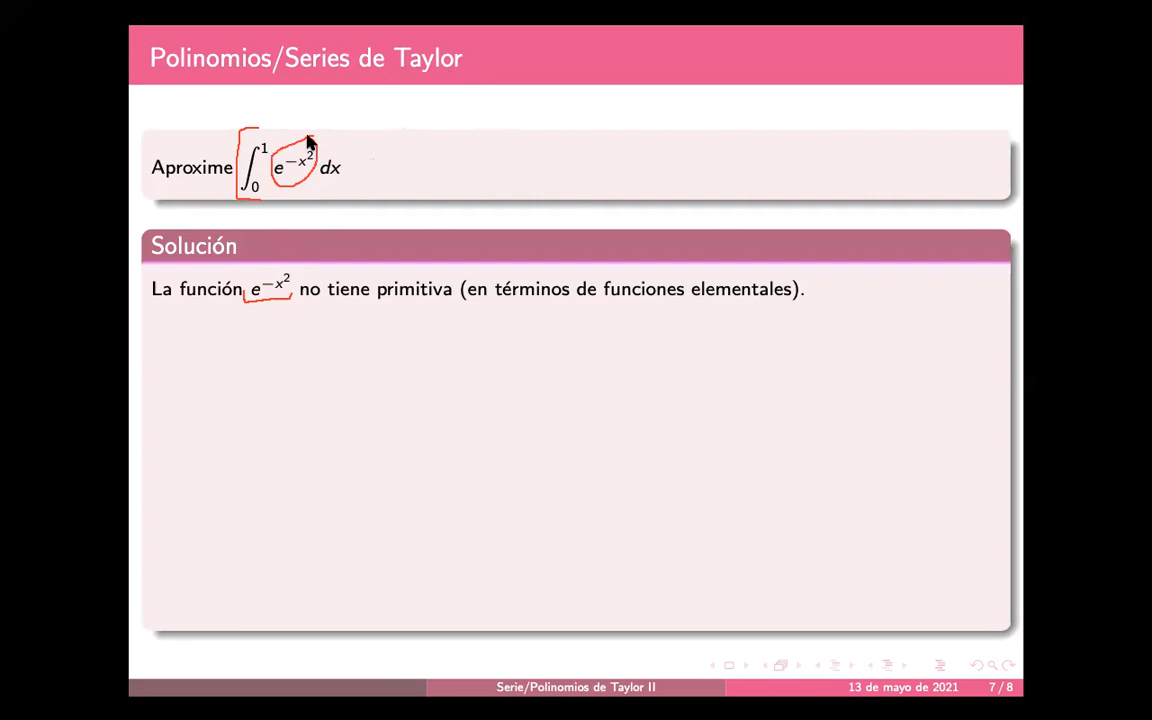 Polinomios/Series de Taylor
Aproxime ∫₀¹ e^{−x²} dx
Solución
La función e^{−x²} no tiene primitiva (en términos de funciones elementales).
Serie/Polinomios de Taylor II 13 de mayo de 2021 7 / 8